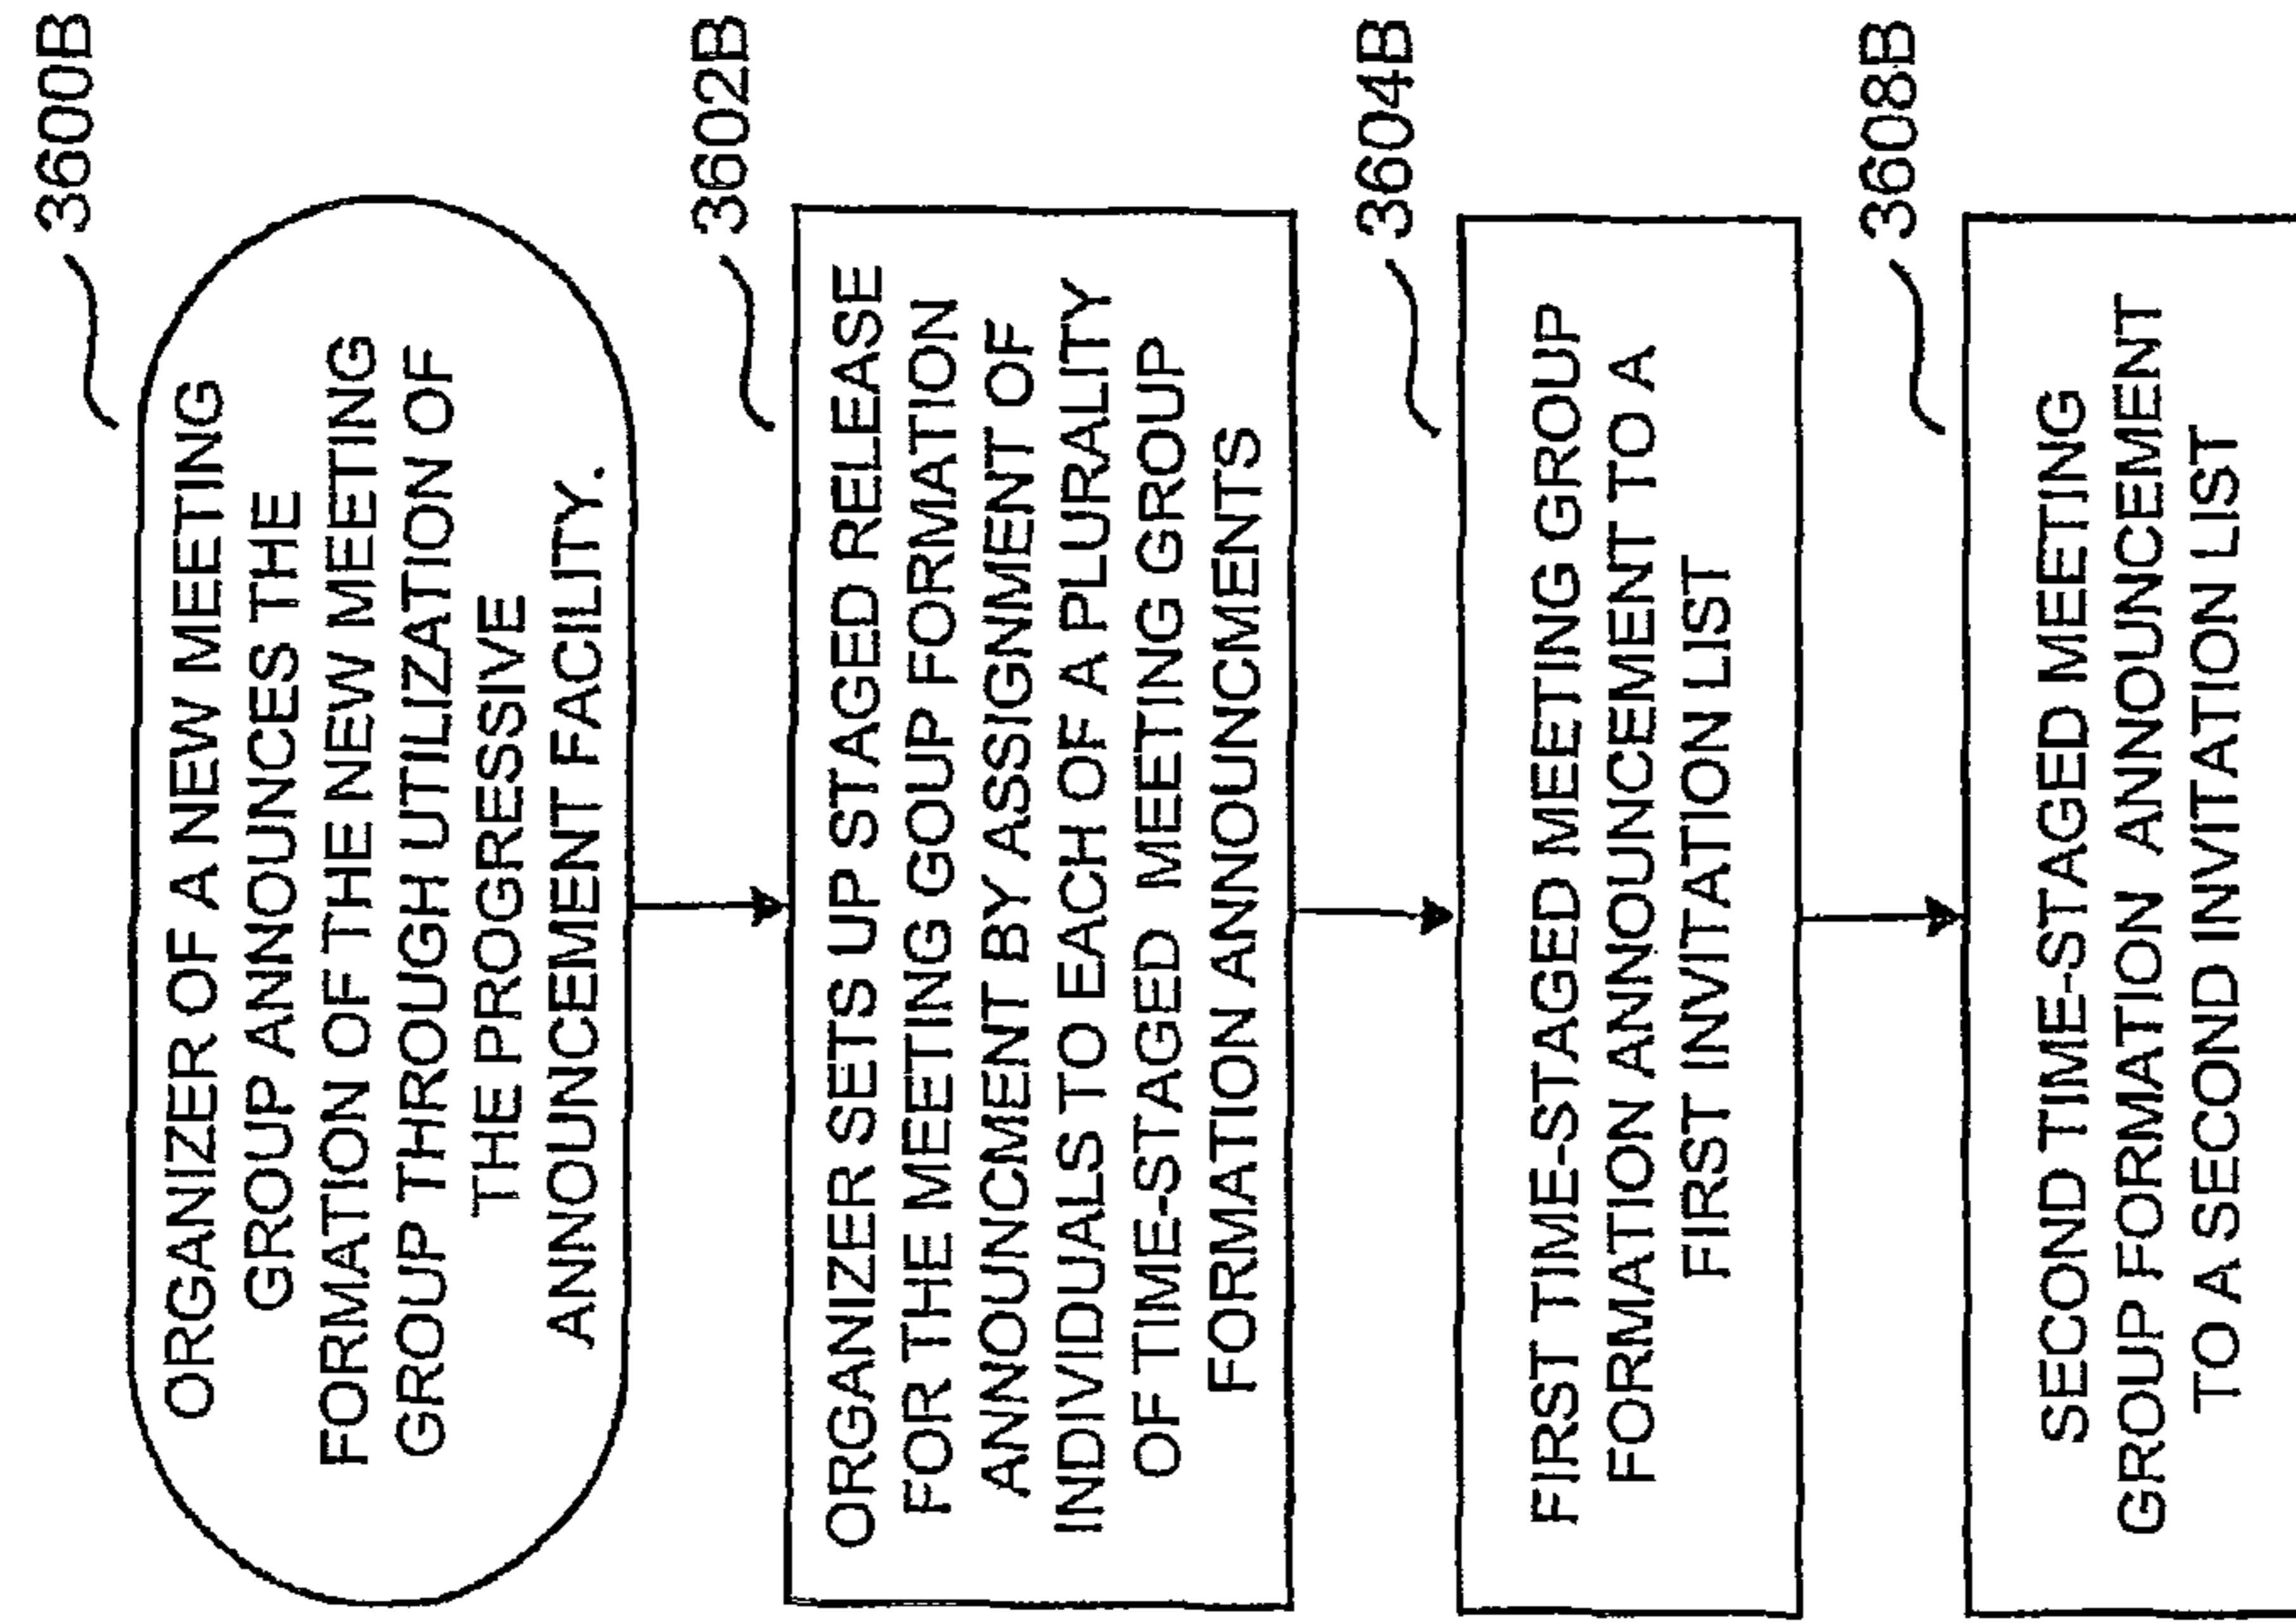 3600B
ORGANIZER OF A NEW MEETING
GROUP ANNOUNCES THE
FORMATION OF THE NEW MEETING
GROUP THROUGH UTILIZATION OF
THE PROGRESSIVE
ANNOUNCEMENT FACILITY.
3602B
ORGANIZER SETS UP STAGED RELEASE
FOR THE MEETING GOUP FORMATION
ANNOUNCMENT BY ASSIGNMENT OF
INDIVIDUALS TO EACH OF A PLURALITY
OF TIME-STAGED MEETING GROUP
FORMATION ANNOUNCMENTS
3604B
FIRST TIME-STAGED MEETING GROUP
FORMATION ANNOUNCEMENT TO A
FIRST INVITATION LIST
3608B
SECOND TIME-STAGED MEETING
GROUP FORMATION ANNOUNCEMENT
TO A SECOND INVITATION LIST